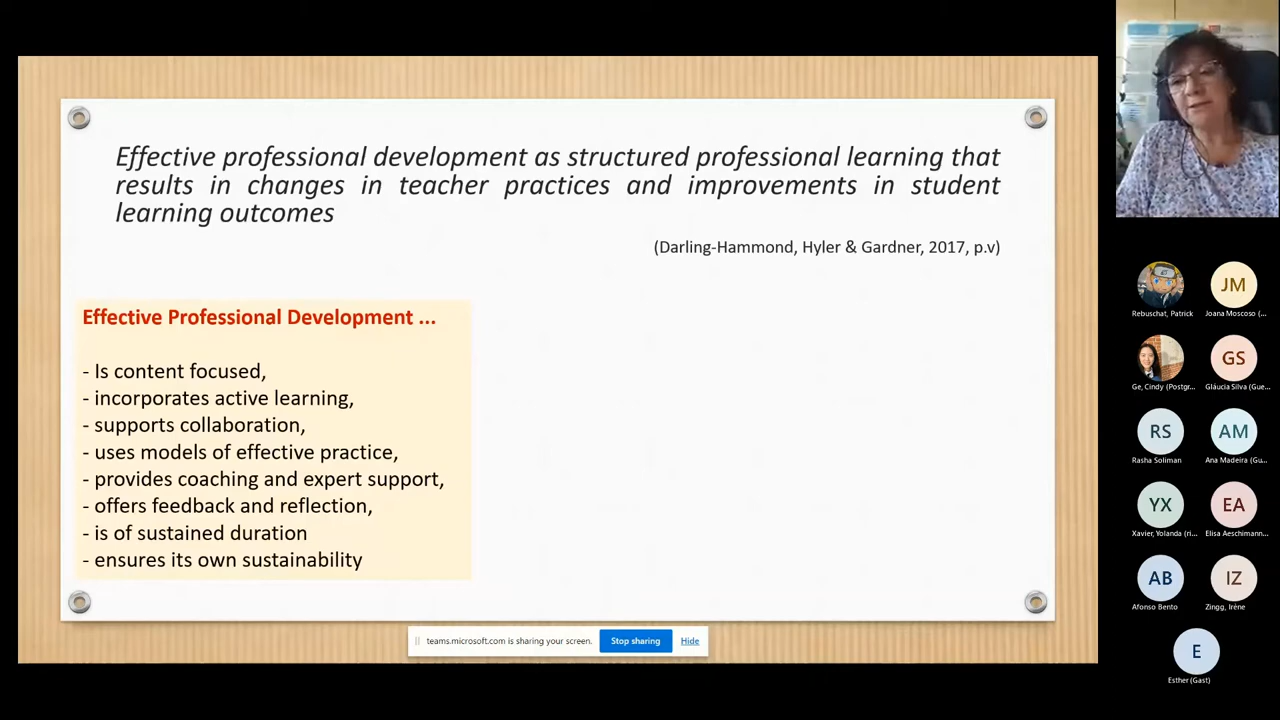 Effective professional development as structured professional learning that
results in changes in teacher practices and improvements in student
learning outcomes
(Darling-Hammond, Hyler & Gardner, 2017, p.v)
Effective Professional Development ...
- Is content focused,
- incorporates active learning,
- supports collaboration,
- uses models of effective practice,
- provides coaching and expert support,
- offers feedback and reflection,
- is of sustained duration
- ensures its own sustainability
teams.microsoft.com is sharing your screen.
Stop sharing
Hide
Rebuschat, Patrick
JM
Joana Moscoso (...
Ge, Cindy (Postgr...
GS
Gláucia Silva (Gue...
RS
Rasha Soliman
AM
Ana Madeira (Gu...
YX
Xavier, Yolanda (ri...
EA
Elisa Aeschimann...
AB
Afonso Bento
IZ
Zingg, Irène
E
Esther (Gast)